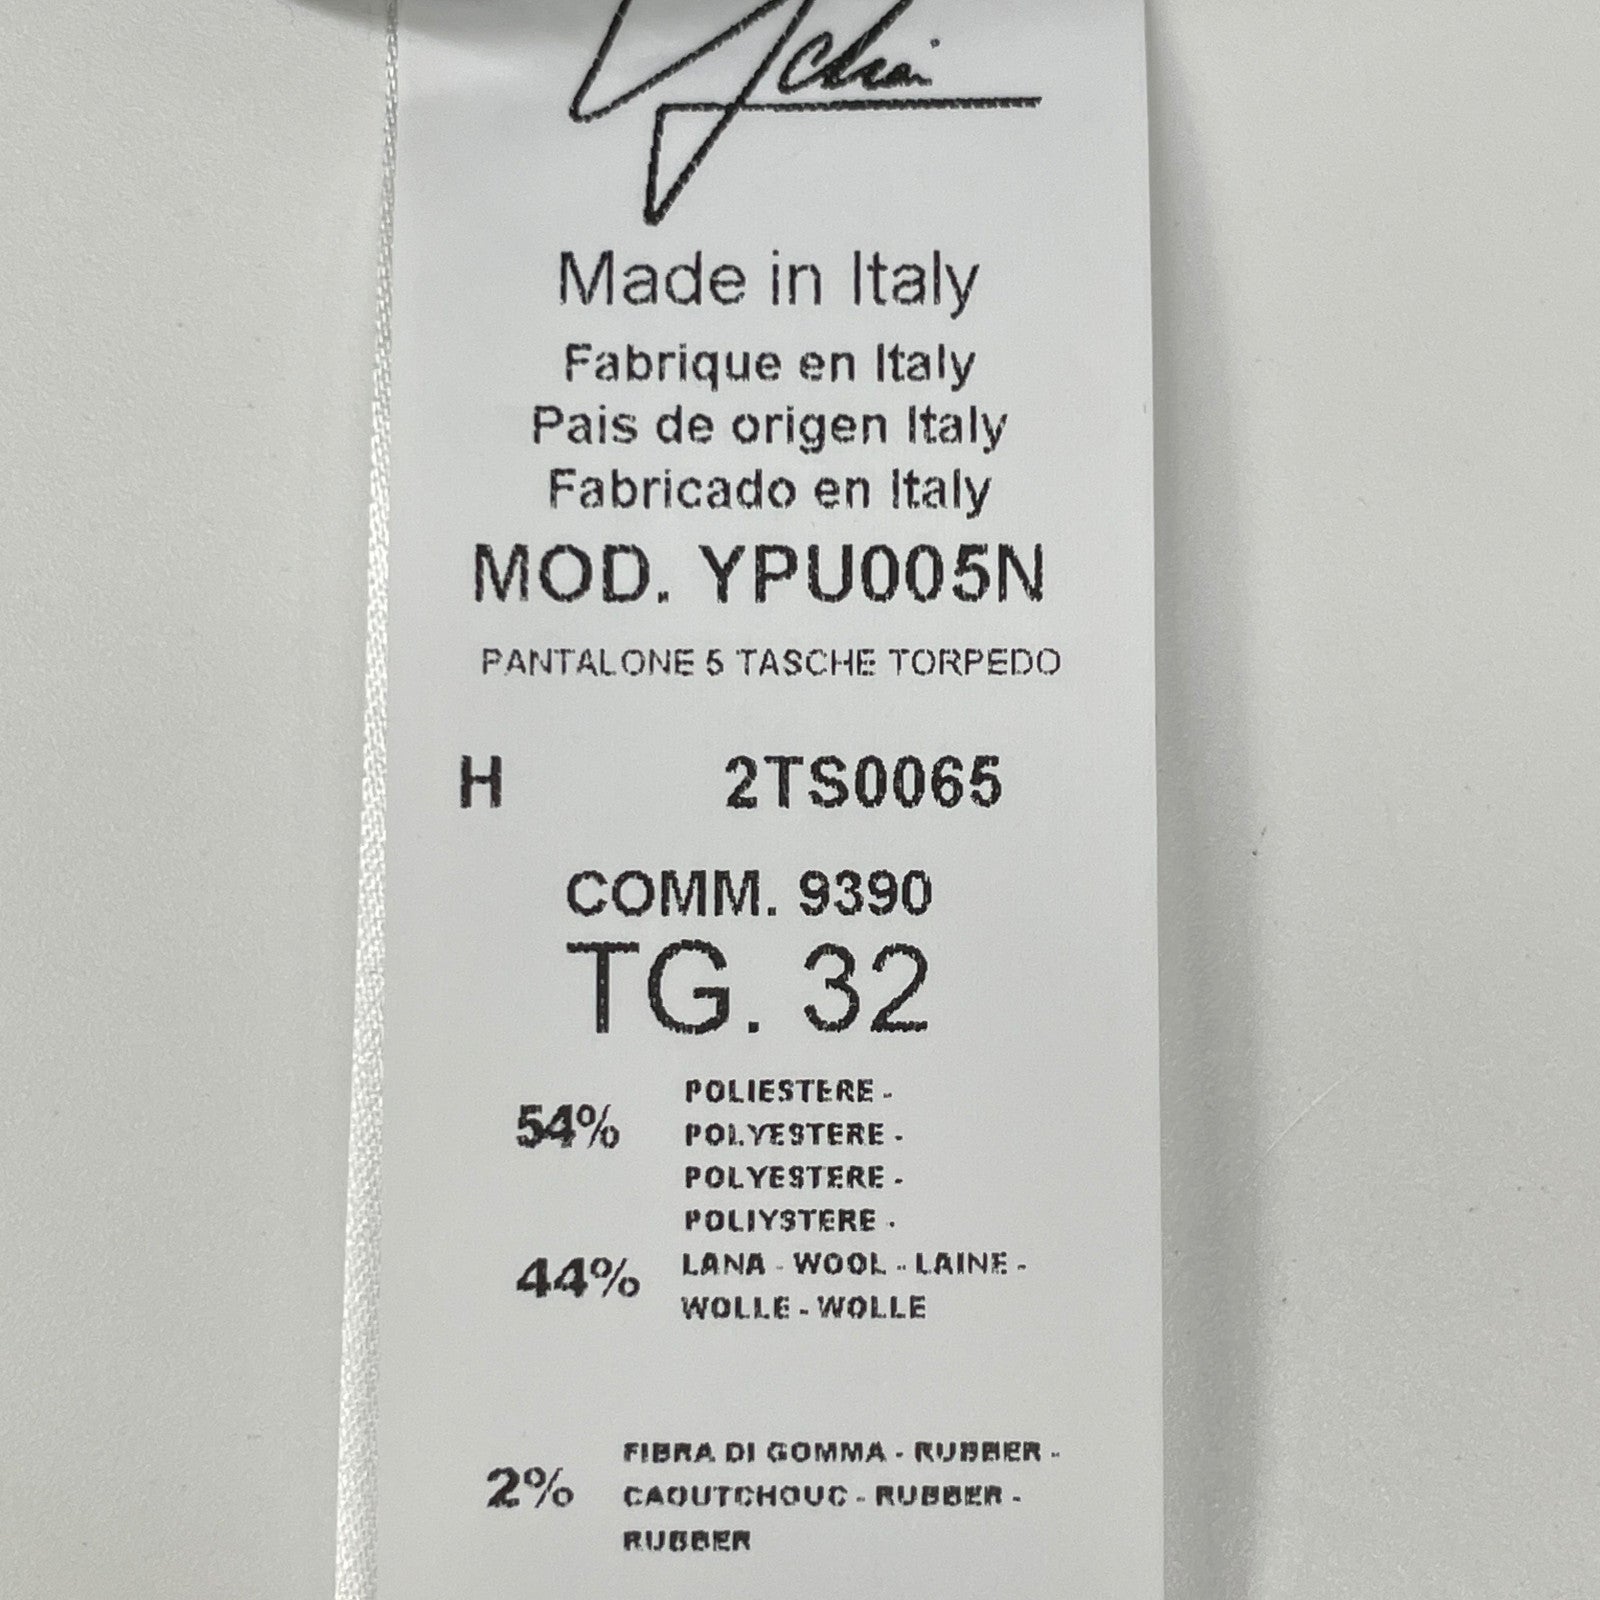 Made in Italy
Fabrique en Italy
Pais de origen Italy
Fabricado en Italy
MOD. YPU005N
PANTALONE 5 TASCHE TORPEDO
H 2TS0065
COMM. 9390
TG. 32
54% POLIESTERE -
POLYESTERE -
POLYESTERE -
POLIYSTERE -
44% LANA - WOOL - LAINE -
WOLLE - WOLLE
2% FIBRA DI GOMMA - RUBBER -
CAOUTCHOUC - RUBBER -
RUBBER